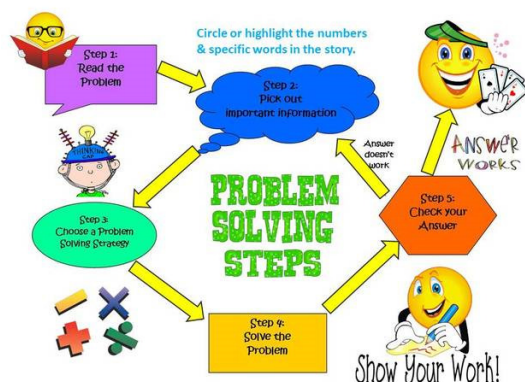 Circle or highlight the numbers
& specific words in the story.
Step 1:
Read the
Problem
Step 2:
Pick out
important information
THINKING
CAP
Answer
doesn't
work
ANSWER
WORKS
PROBLEM
SOLVING
STEPS
Step 3:
Choose a Problem
Solving Strategy
Step 5:
Check your
Answer
Step 4:
Solve the
Problem
Show Your Work!